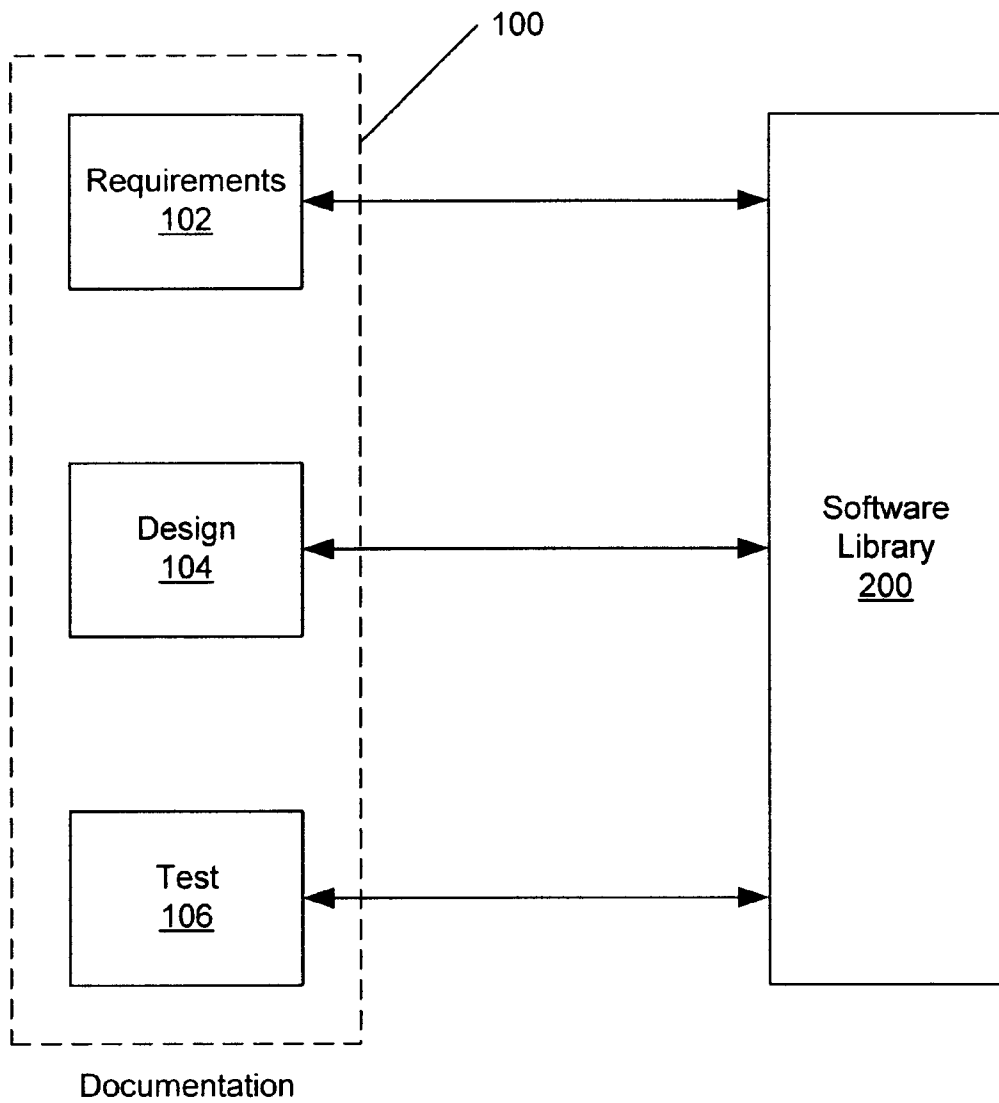 100
Requirements
102
Design
104
Software
Library
200
Test
106
Documentation